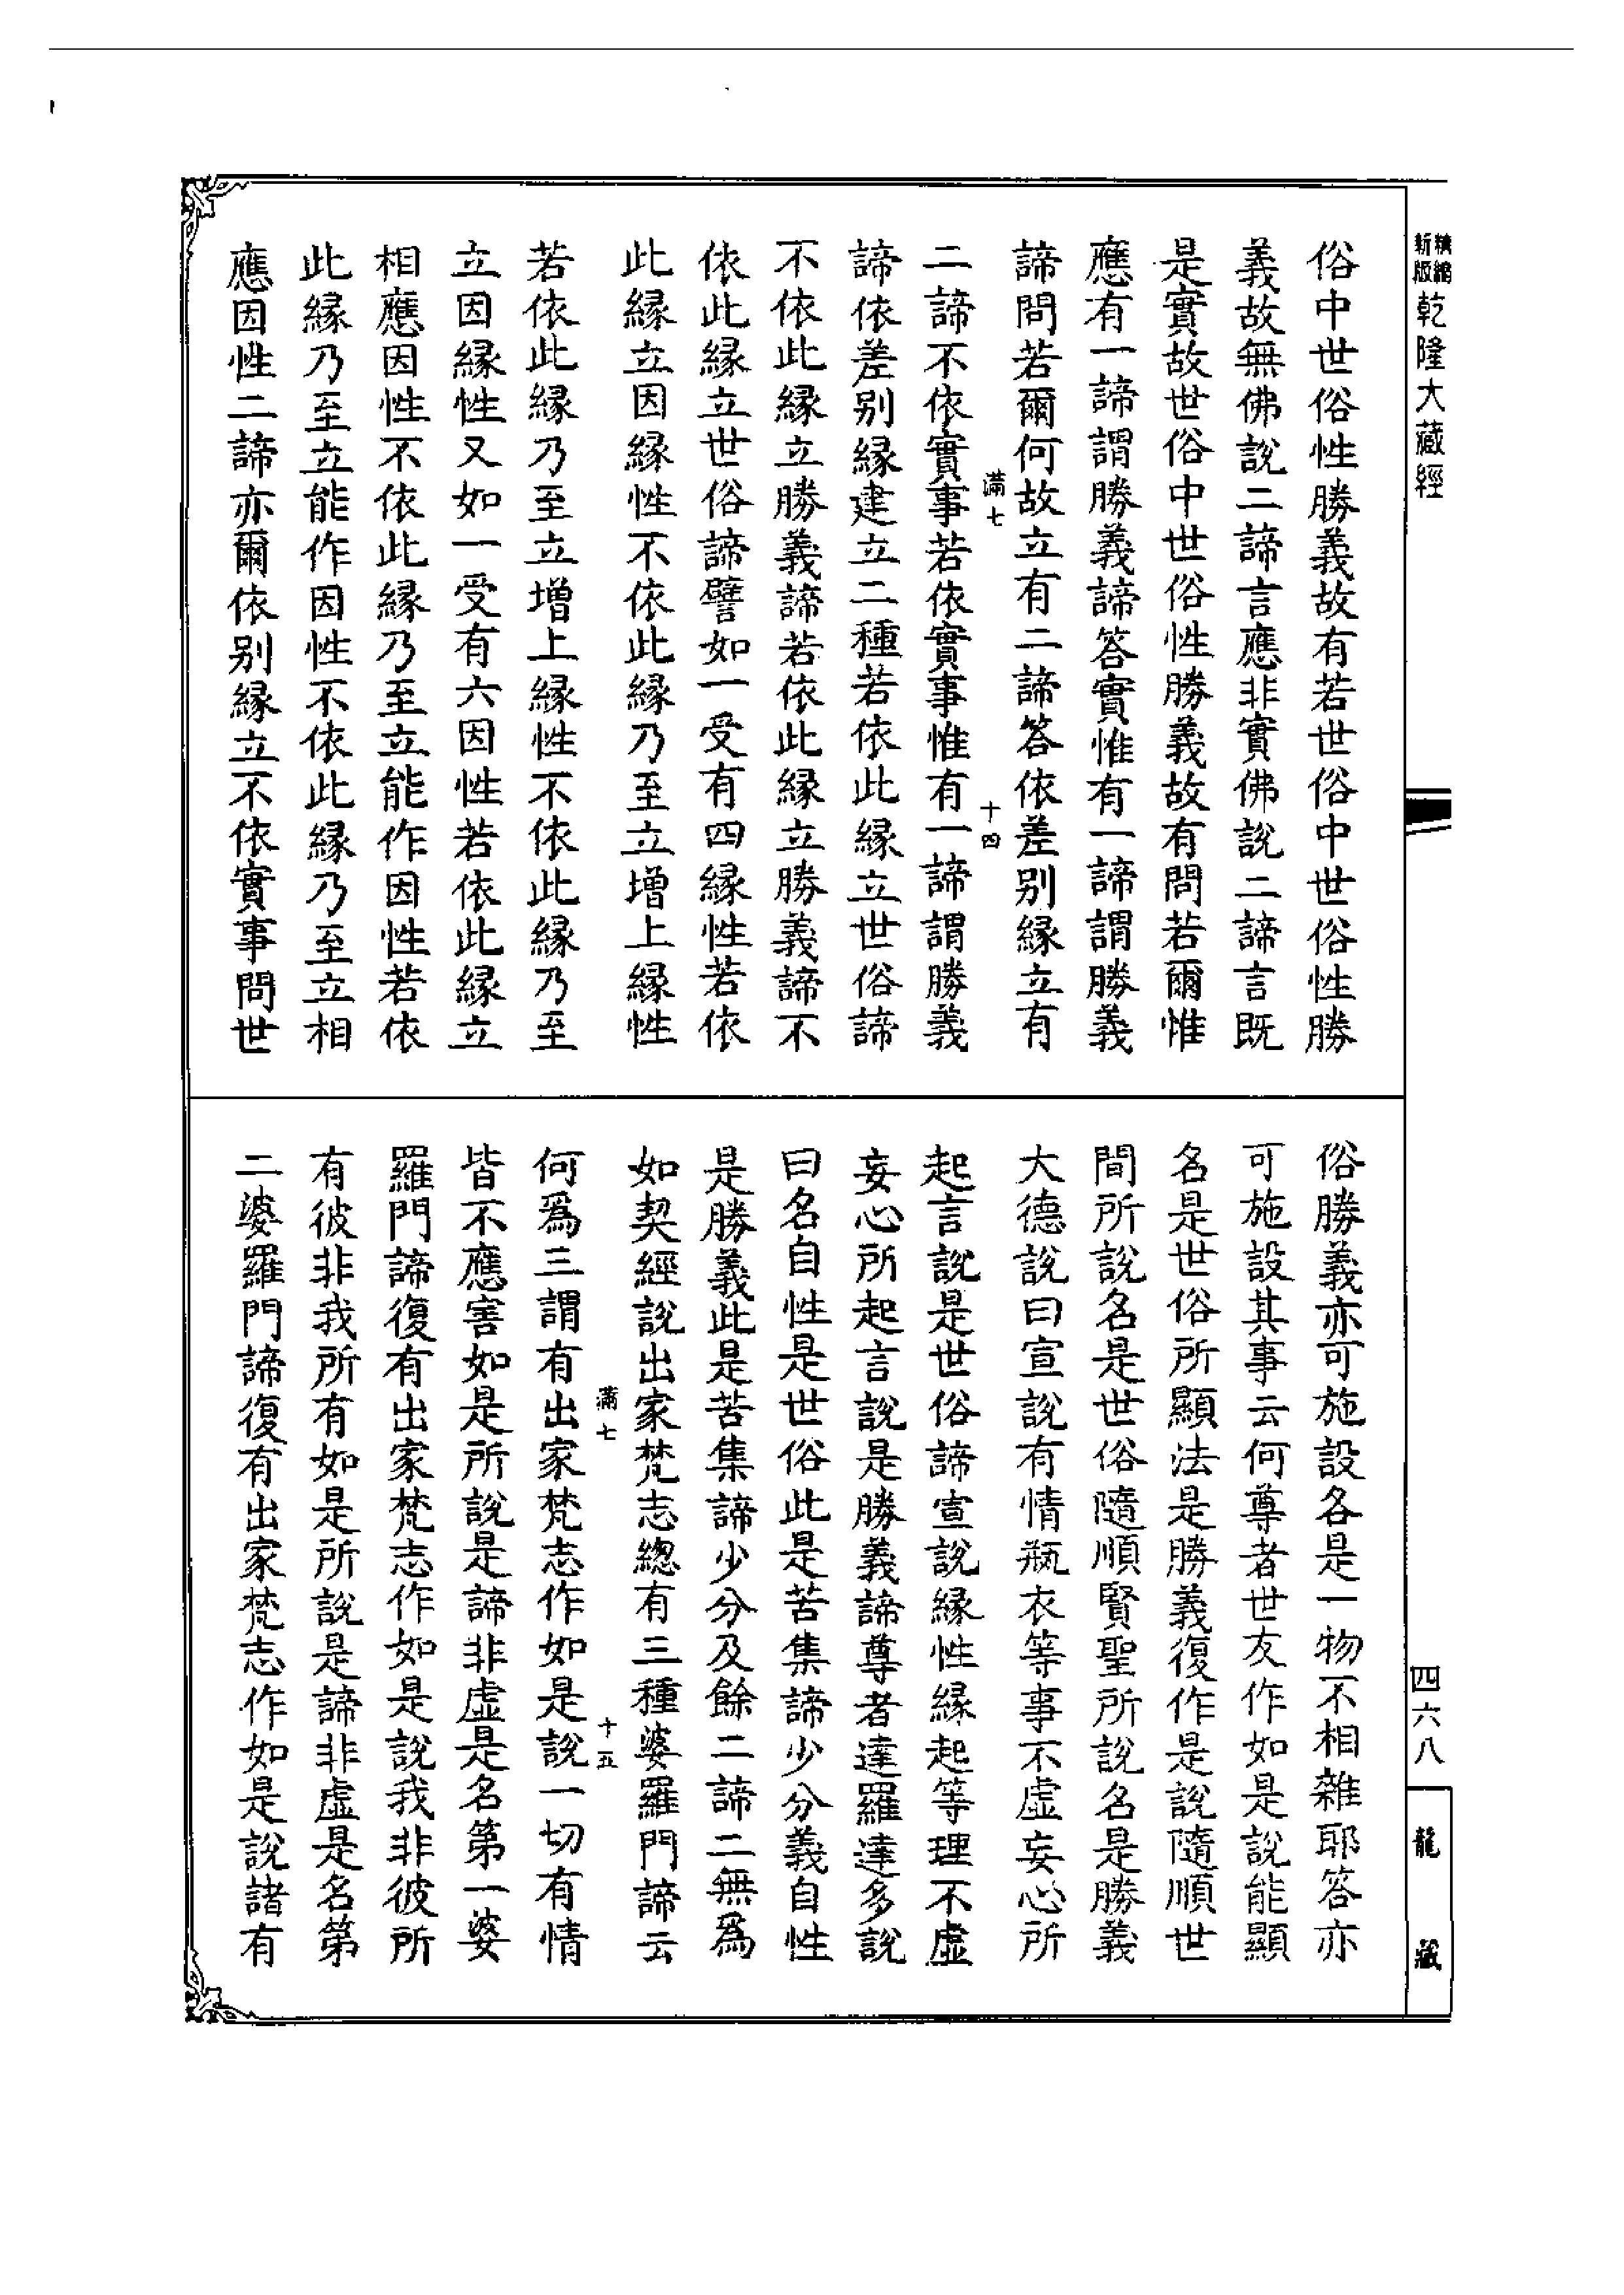 精縮新版乾隆大藏經
俗中世俗性勝義故有若世俗中世俗性勝
義故無佛說二諦言應非實佛說二諦言既
是實故世俗中世俗性勝義故有問若爾惟
應有一諦謂勝義諦答實惟有一諦謂勝義
諦問若爾何故立有二諦答依差别緣立有
滿七
十四
二諦不依實事若依實事惟有一諦謂勝義
諦依差别緣建立二種若依此緣立世俗諦
不依此緣立勝義諦若依此緣立勝義諦不
依此緣立世俗諦譬如一受有四緣性若依
此緣立因緣性不依此緣乃至立增上緣性
若依此緣乃至立增上緣性不依此緣乃至
立因緣性又如一受有六因性若依此緣立
相應因性不依此緣乃至立能作因性若依
此緣乃至立能作因性不依此緣乃至立相
應因性二諦亦爾依别緣立不依實事問世
俗勝義亦可施設各是一物不相雜耶答亦
可施設其事云何尊者世友作如是說能顯
名是世俗所顯法是勝義復作是說隨順世
間所說名是世俗隨順賢聖所說名是勝義
大德說曰宣說有情瓶衣等事不虛妄心所
起言說是世俗諦宣說緣性緣起等理不虛
妄心所起言說是勝義諦尊者達羅達多說
曰名自性是世俗此是苦集諦少分義自性
是勝義此是苦集諦少分及餘二諦二無爲
如契經說出家梵志總有三種婆羅門諦云
滿七
十五
何爲三謂有出家梵志作如是說一切有情
皆不應害如是所說是諦非虛是名第一婆
羅門諦復有出家梵志作如是說我非彼所
有彼非我所有如是所說是諦非虛是名第
二婆羅門諦復有出家梵志作如是說諸有
四六八
龍藏